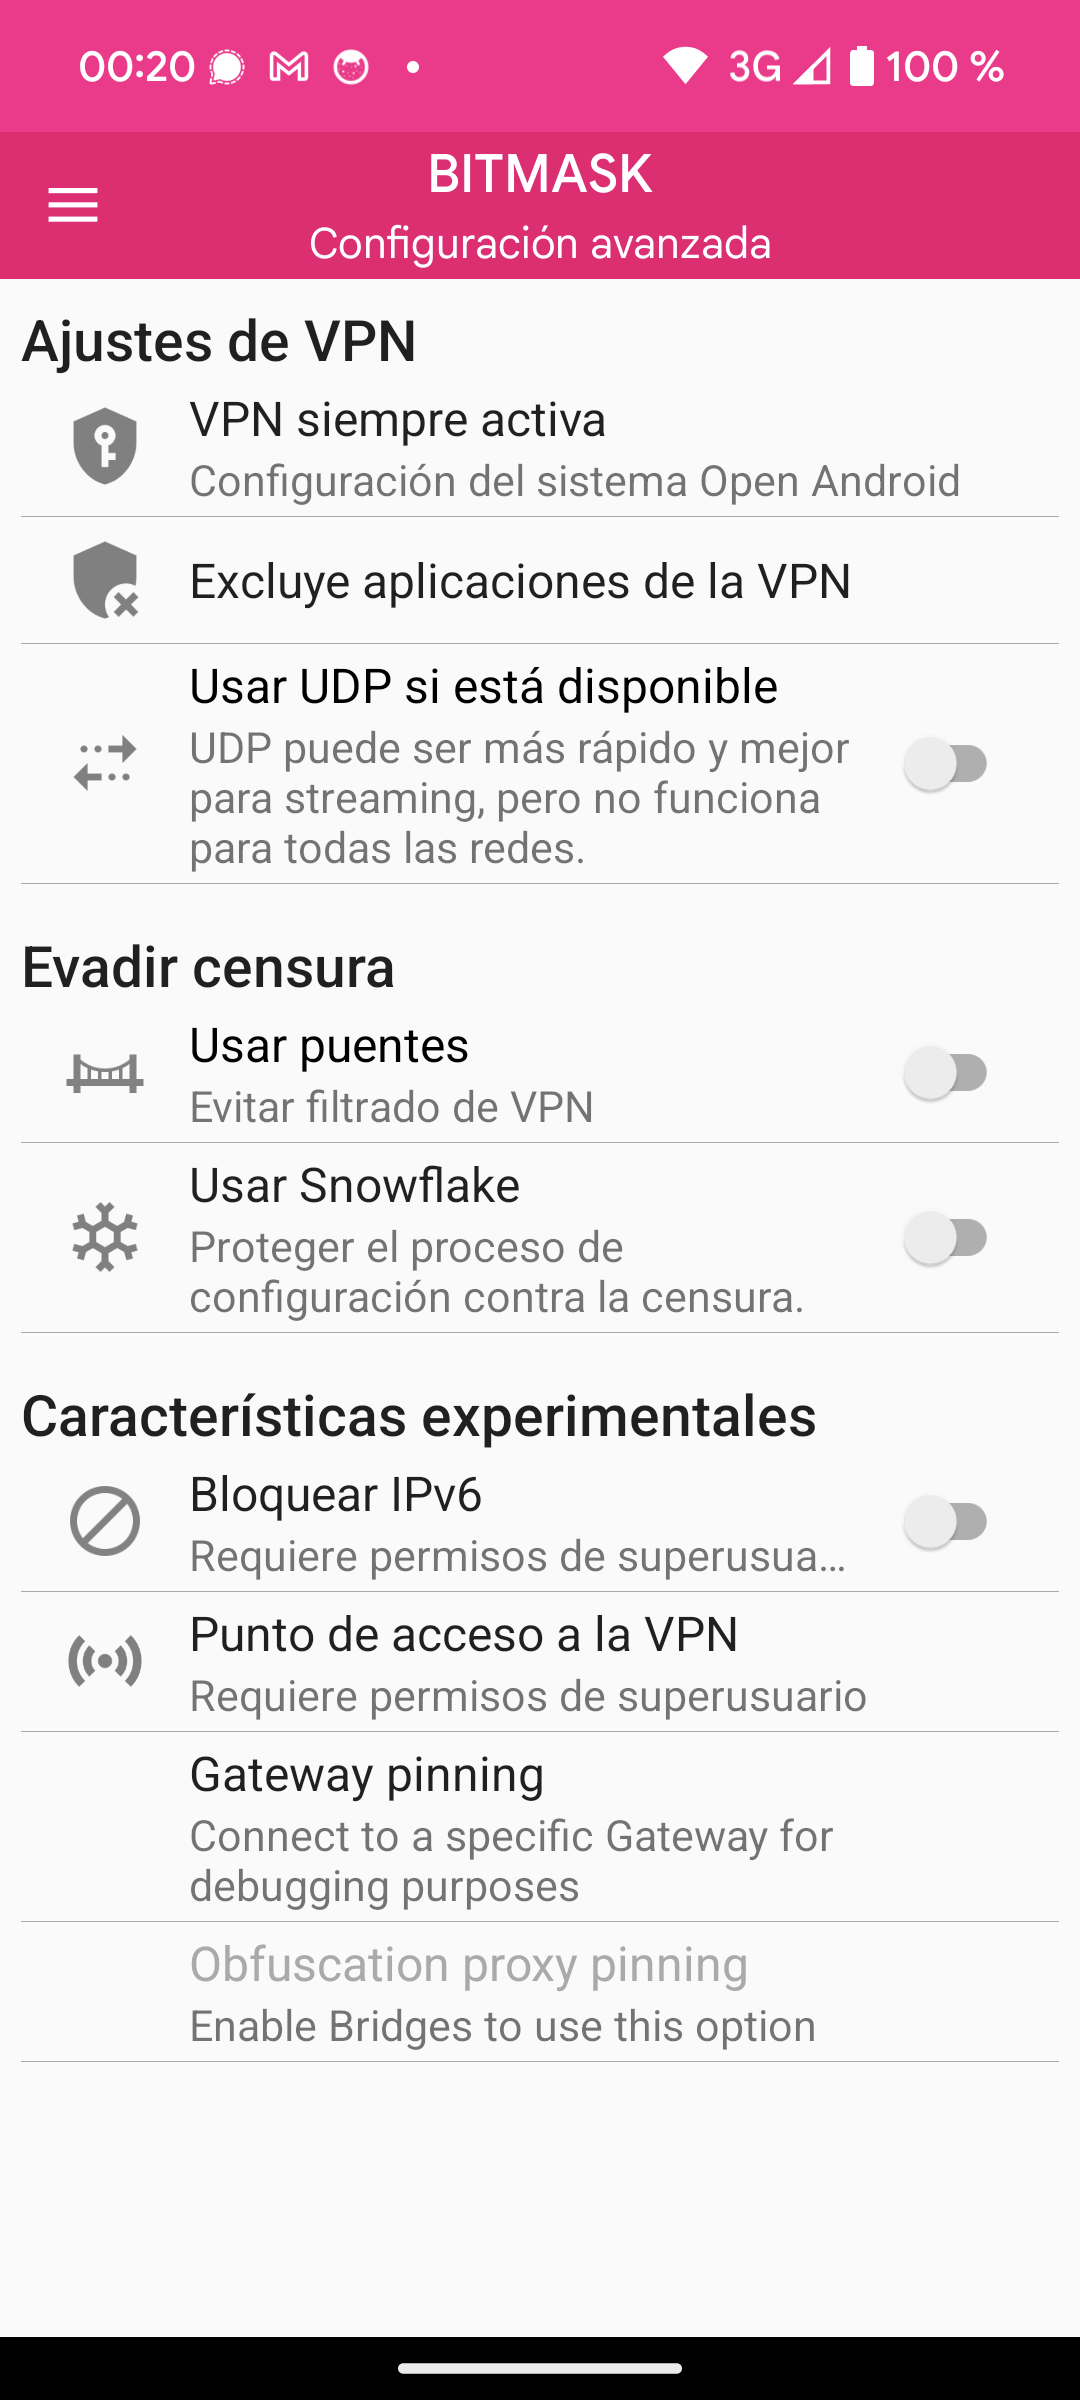 00:20
3G
100 %
BITMASK
Configuración avanzada
Ajustes de VPN
VPN siempre activa
Configuración del sistema Open Android
Excluye aplicaciones de la VPN
Usar UDP si está disponible
UDP puede ser más rápido y mejor
para streaming, pero no funciona
para todas las redes.
Evadir censura
Usar puentes
Evitar filtrado de VPN
Usar Snowflake
Proteger el proceso de
configuración contra la censura.
Características experimentales
Bloquear IPv6
Requiere permisos de superusua...
Punto de acceso a la VPN
Requiere permisos de superusuario
Gateway pinning
Connect to a specific Gateway for
debugging purposes
Obfuscation proxy pinning
Enable Bridges to use this option